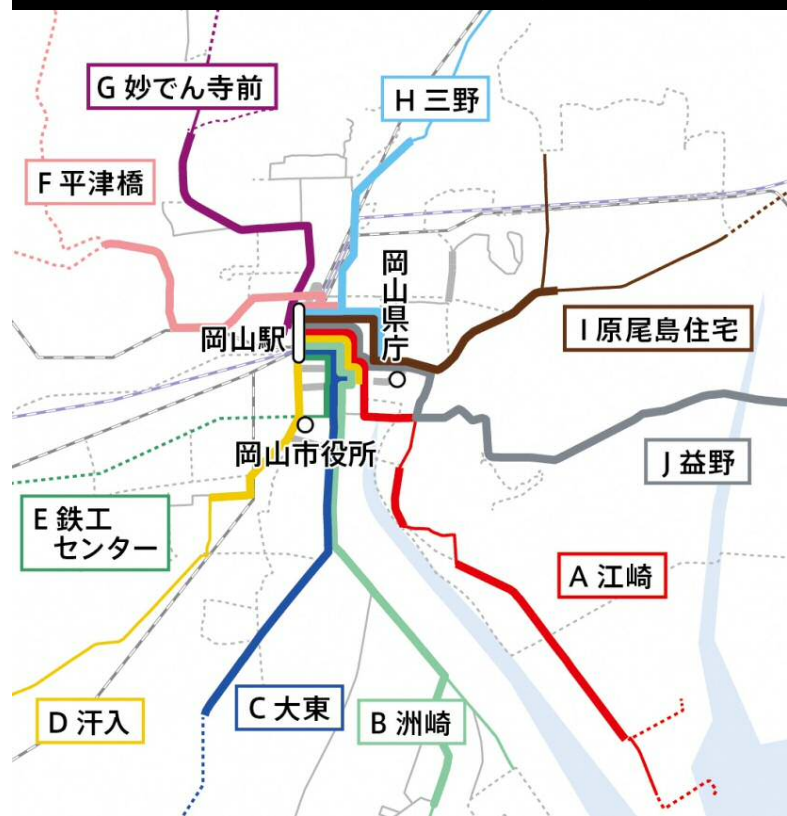 G 妙でん寺前
H 三野
F 平津橋
岡山県庁
岡山駅
I 原尾島住宅
岡山市役所
J 益野
E 鉄工
センター
A 江崎
D 汗入
C 大東
B 洲崎